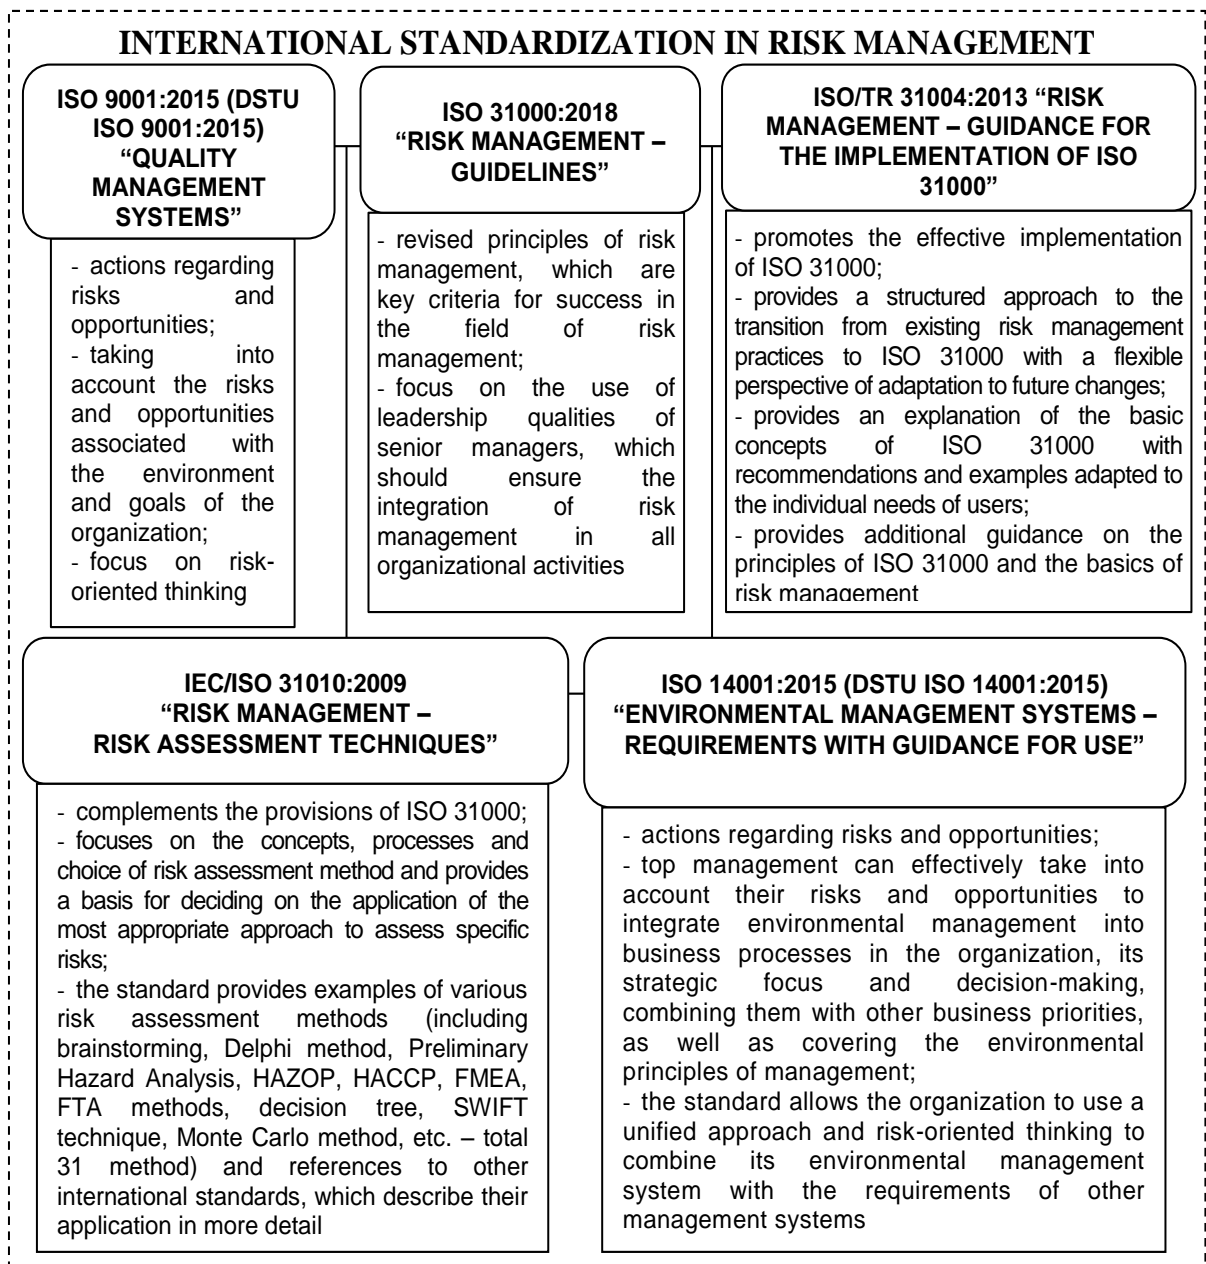 INTERNATIONAL STANDARDIZATION IN RISK MANAGEMENT
ISO 9001:2015 (DSTU
ISO 9001:2015)
“QUALITY
MANAGEMENT
SYSTEMS”
- actions regarding
risks and
opportunities;
- taking into
account the risks
and opportunities
associated with
the environment
and goals of the
organization;
- focus on risk-
oriented thinking
ISO 31000:2018
“RISK MANAGEMENT –
GUIDELINES”
- revised principles of risk
management, which are
key criteria for success in
the field of risk
management;
- focus on the use of
leadership qualities of
senior managers, which
should ensure the
integration of risk
management in all
organizational activities
ISO/TR 31004:2013 “RISK
MANAGEMENT – GUIDANCE FOR
THE IMPLEMENTATION OF ISO
31000”
- promotes the effective implementation
of ISO 31000;
- provides a structured approach to the
transition from existing risk management
practices to ISO 31000 with a flexible
perspective of adaptation to future changes;
- provides an explanation of the basic
concepts of ISO 31000 with
recommendations and examples adapted to
the individual needs of users;
- provides additional guidance on the
principles of ISO 31000 and the basics of
risk management
IEC/ISO 31010:2009
“RISK MANAGEMENT –
RISK ASSESSMENT TECHNIQUES”
- complements the provisions of ISO 31000;
- focuses on the concepts, processes and
choice of risk assessment method and provides
a basis for deciding on the application of the
most appropriate approach to assess specific
risks;
- the standard provides examples of various
risk assessment methods (including
brainstorming, Delphi method, Preliminary
Hazard Analysis, HAZOP, HACCP, FMEA,
FTA methods, decision tree, SWIFT
technique, Monte Carlo method, etc. – total
31 method) and references to other
international standards, which describe their
application in more detail
ISO 14001:2015 (DSTU ISO 14001:2015)
“ENVIRONMENTAL MANAGEMENT SYSTEMS –
REQUIREMENTS WITH GUIDANCE FOR USE”
- actions regarding risks and opportunities;
- top management can effectively take into
account their risks and opportunities to
integrate environmental management into
business processes in the organization, its
strategic focus and decision-making,
combining them with other business priorities,
as well as covering the environmental
principles of management;
- the standard allows the organization to use a
unified approach and risk-oriented thinking to
combine its environmental management
system with the requirements of other
management systems